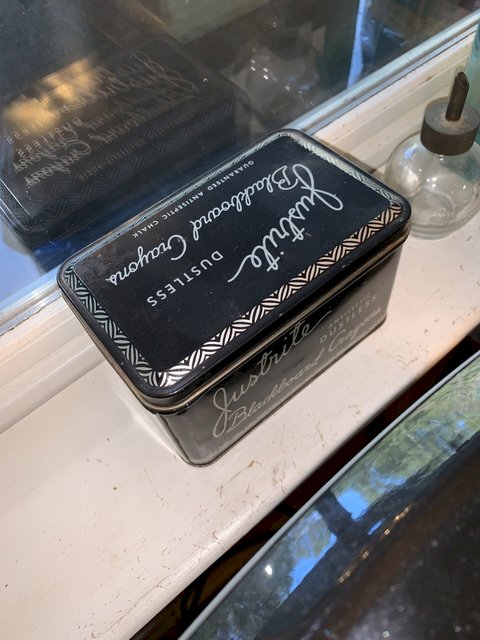 Justrite
DUSTLESS
Blackboard Crayons
GUARANTEED ANTISEPTIC CHALK
Justrite
DUSTLESS
Blackboard Crayons